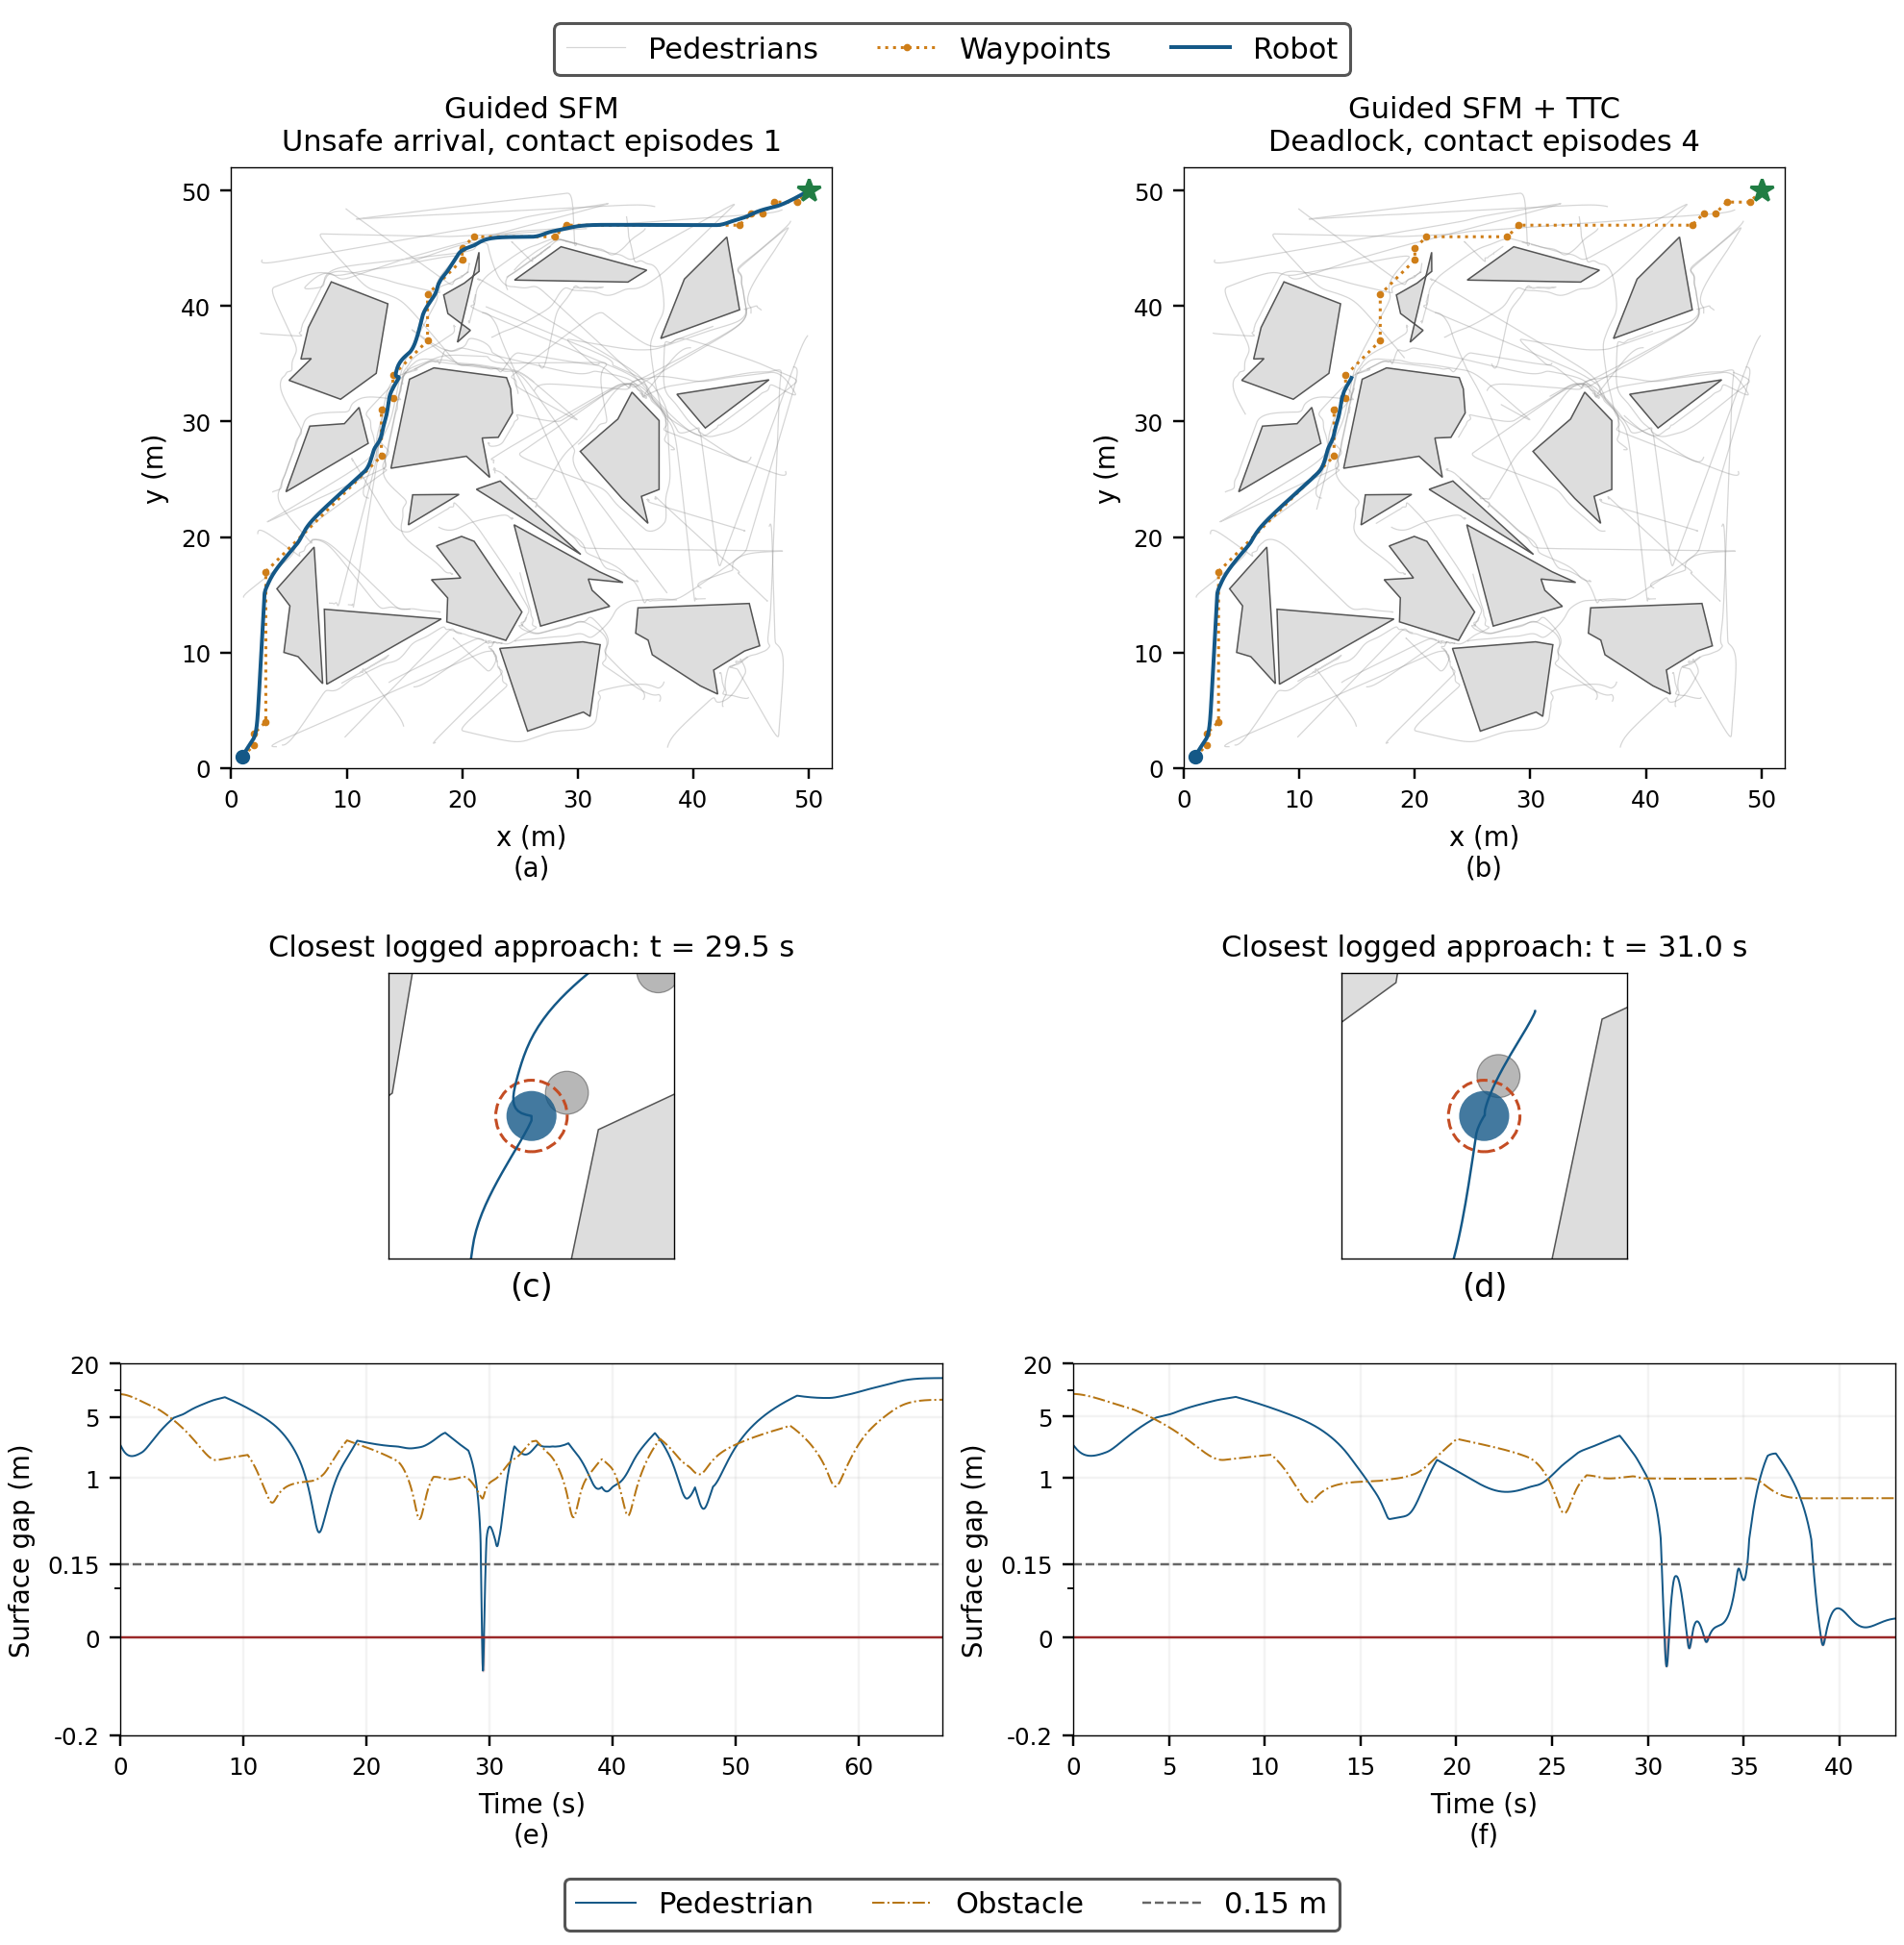 Pedestrians Waypoints Robot
Guided SFM
Unsafe arrival, contact episodes 1
Guided SFM + TTC
Deadlock, contact episodes 4
50
40
30
20
10
0
y (m)
0 10 20 30 40 50
x (m)
(a)
50
40
30
20
10
0
y (m)
0 10 20 30 40 50
x (m)
(b)
Closest logged approach: t = 29.5 s
(c)
Closest logged approach: t = 31.0 s
(d)
20
5
1
0.15
0
-0.2
Surface gap (m)
0 10 20 30 40 50 60
Time (s)
(e)
20
5
1
0.15
0
-0.2
Surface gap (m)
0 5 10 15 20 25 30 35 40
Time (s)
(f)
Pedestrian Obstacle 0.15 m